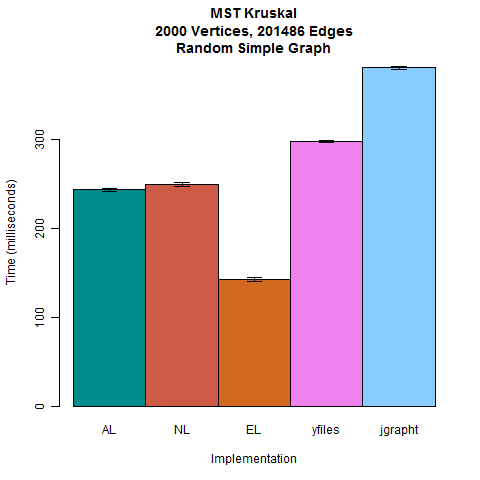 MST Kruskal
2000 Vertices, 201486 Edges
Random Simple Graph
300
200
100
0
Time (milliseconds)
AL NL EL yfiles jgrapht
Implementation